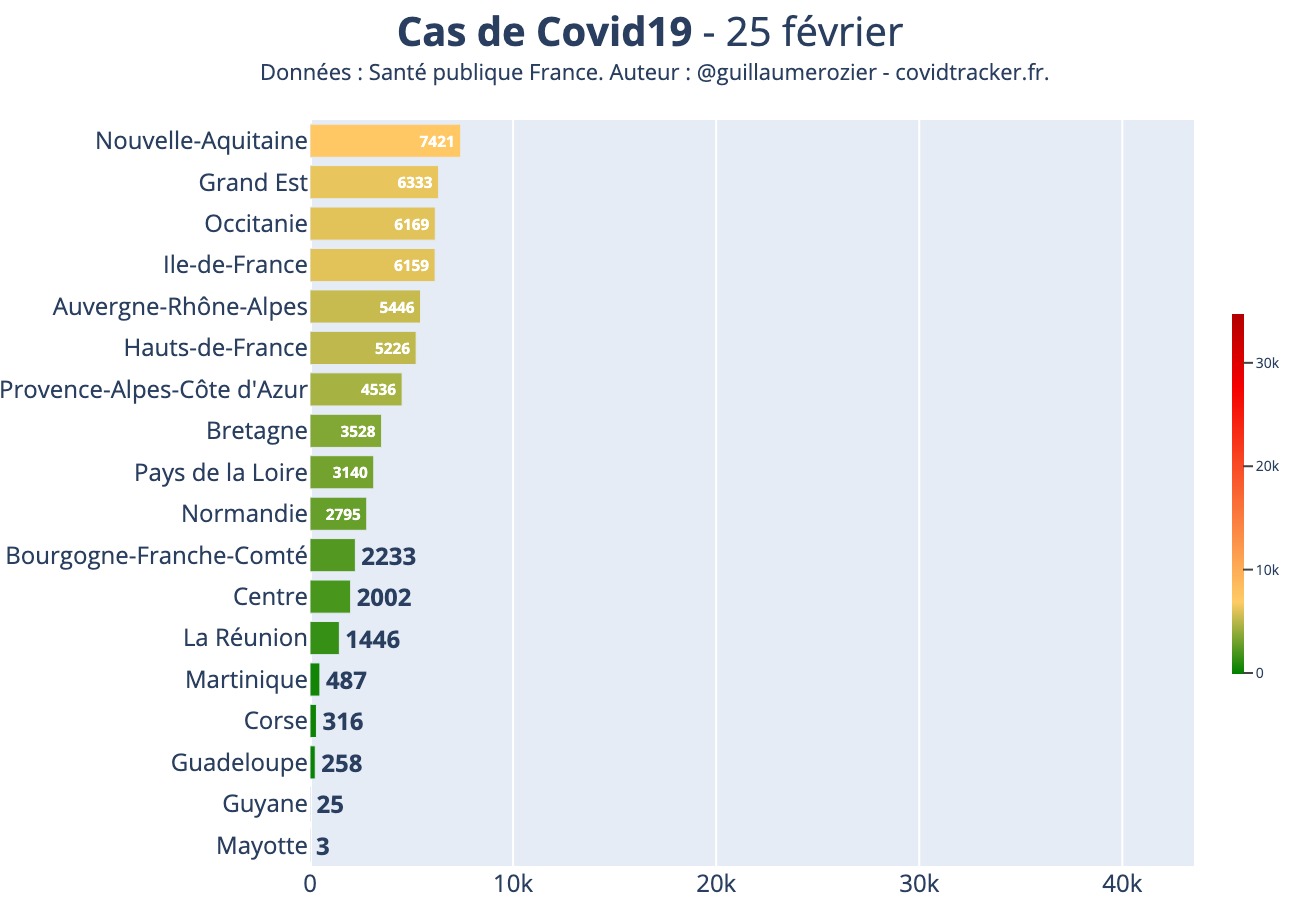 Cas de Covid19 - 25 février
Données : Santé publique France. Auteur : @guillaumerozier - covidtracker.fr.
Nouvelle-Aquitaine 7421
Grand Est 6333
Occitanie 6169
Ile-de-France 6159
Auvergne-Rhône-Alpes 5446
Hauts-de-France 5226
Provence-Alpes-Côte d'Azur 4536
Bretagne 3528
Pays de la Loire 3140
Normandie 2795
Bourgogne-Franche-Comté 2233
Centre 2002
La Réunion 1446
Martinique 487
Corse 316
Guadeloupe 258
Guyane 25
Mayotte 3
0 10k 20k 30k 40k
30k
20k
10k
0